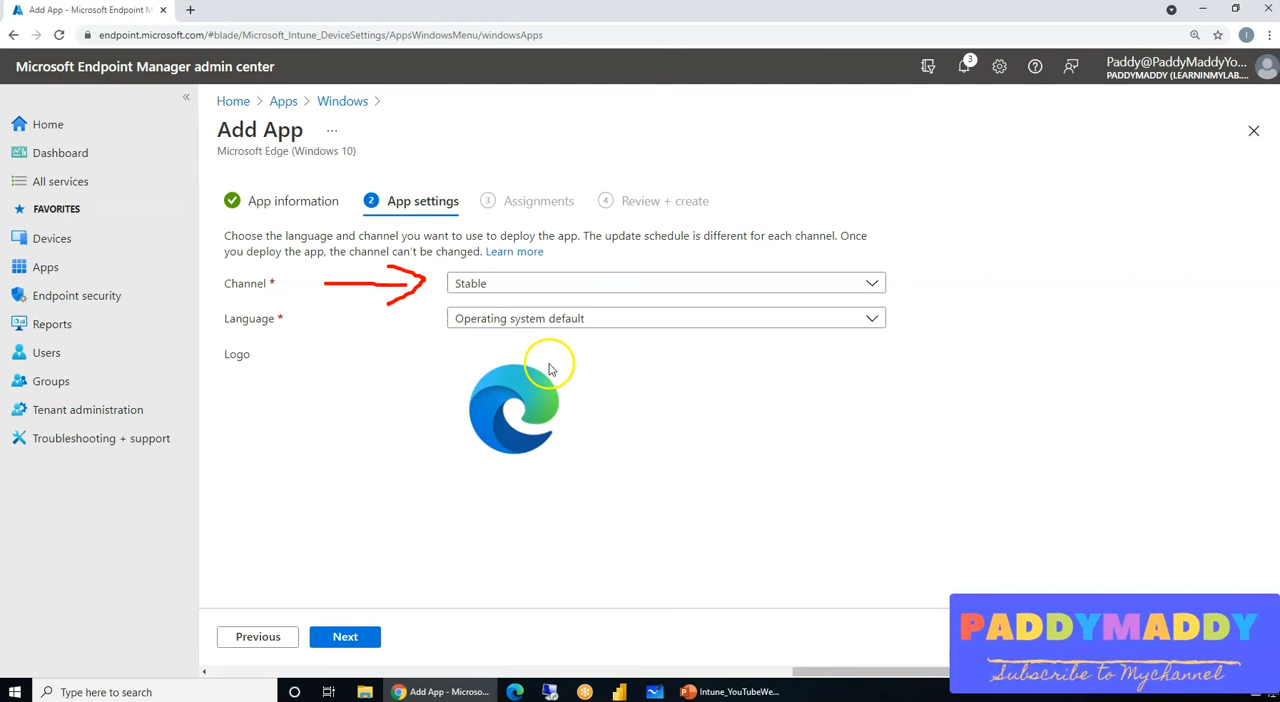 Add App - Microsoft Endpoint M
endpoint.microsoft.com/#blade/Microsoft_Intune_DeviceSettings/AppsWindowsMenu/windowsApps
I
Microsoft Endpoint Manager admin center
3
Paddy@PaddyMaddyYo...
PADDYMADDY (LEARNINMYLAB....
Home
Dashboard
All services
FAVORITES
Devices
Apps
Endpoint security
Reports
Users
Groups
Tenant administration
Troubleshooting + support
Home > Apps > Windows >
Add App ...
Microsoft Edge (Windows 10)
App information 2 App settings 3 Assignments 4 Review + create
Choose the language and channel you want to use to deploy the app. The update schedule is different for each channel. Once
you deploy the app, the channel can't be changed. Learn more
Channel * Stable
Language * Operating system default
Logo
Previous Next
PADDYMADDY
Subscribe to Mychannel
Type here to search
Add App - Microso...
Intune_YouTubeWe...